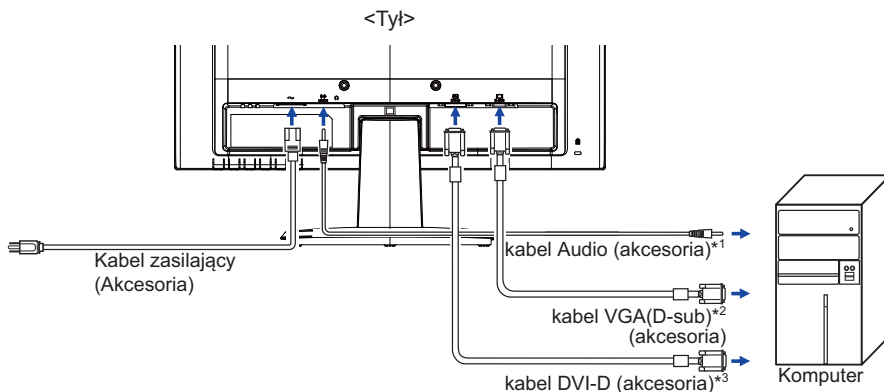 <Tył>
kabel Audio (akcesoria)*1
Kabel zasilający
(Akcesoria)
kabel VGA(D-sub)*2
(akcesoria)
Komputer
kabel DVI-D (akcesoria)*3